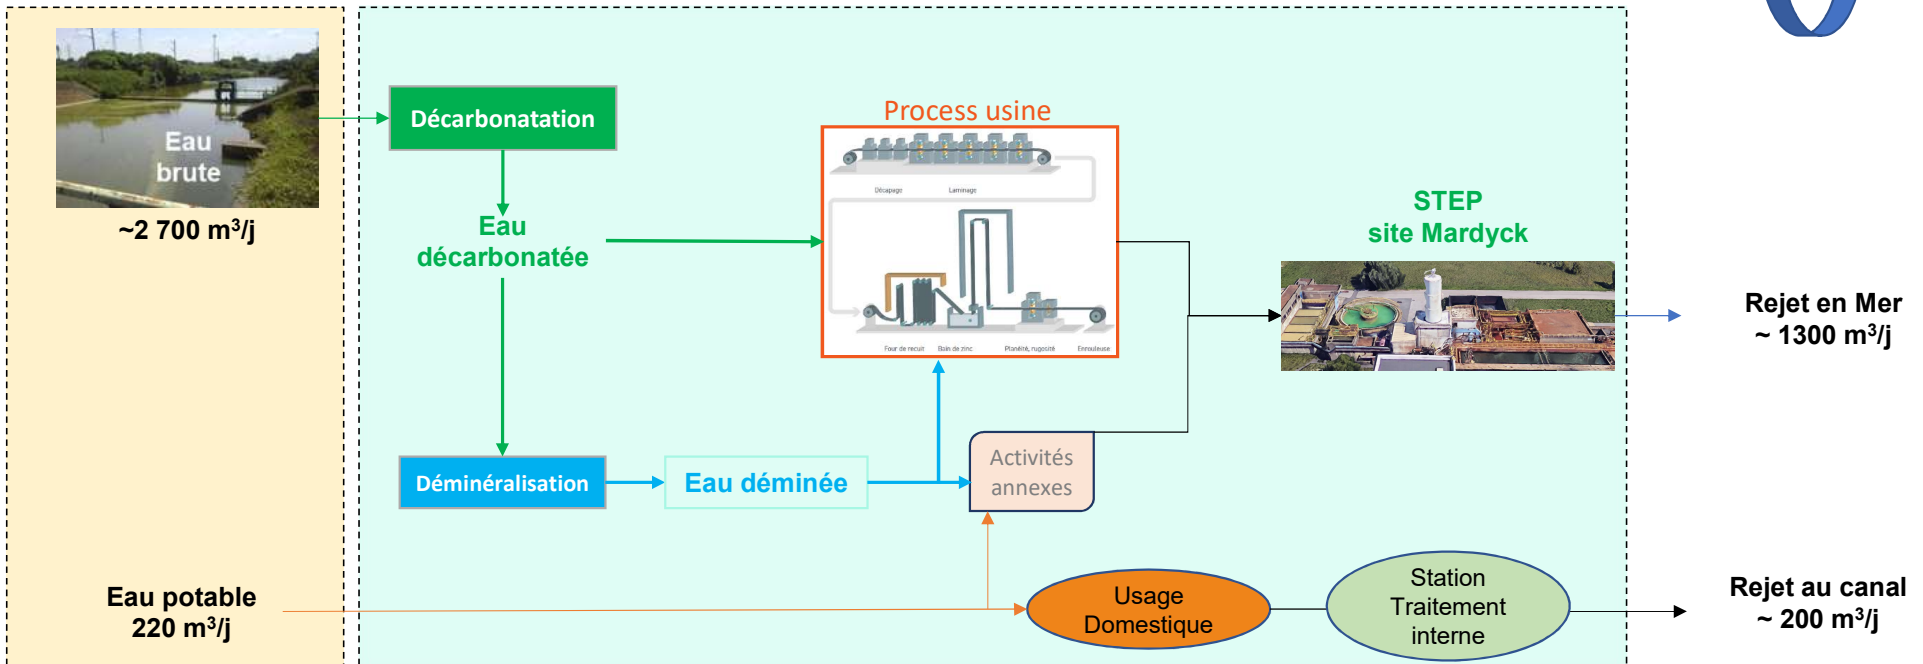 Eau
brute
~2 700 m³/j
Décarbonatation
Eau
décarbonatée
Process usine
Décapage
Laminage
Four de recuit
Bain de zinc
Planéité, rugosité
Enrouleuse
STEP
site Mardyck
Rejet en Mer
~ 1300 m³/j
Déminéralisation
Eau déminée
Activités
annexes
Eau potable
220 m³/j
Usage
Domestique
Station
Traitement
interne
Rejet au canal
~ 200 m³/j